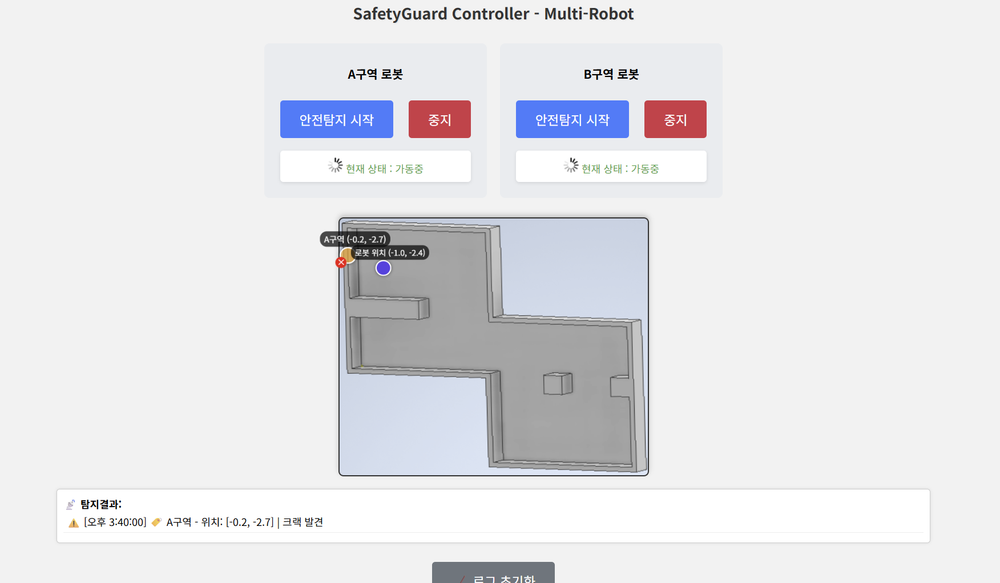 SafetyGuard Controller - Multi-Robot
A구역 로봇
안전탐지 시작
중지
현재 상태 : 가동중
B구역 로봇
안전탐지 시작
중지
현재 상태 : 가동중
A구역 (-0.2, -2.7)
로봇 위치 (-1.0, -2.4)
탐지결과:
[오후 3:40:00] A구역 - 위치: [-0.2, -2.7] | 크랙 발견
로그 초기화